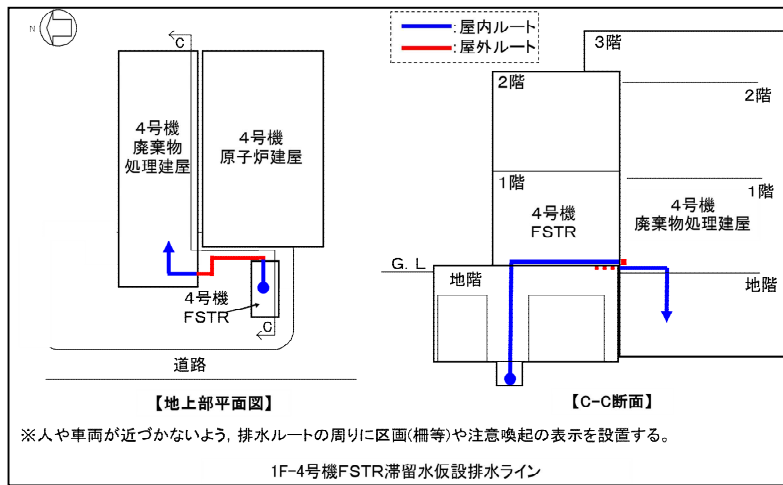 N
C
4号機
廃棄物
処理建屋
4号機
原子炉建屋
4号機
FSTR
C
道路
【地上部平面図】
:屋内ルート
:屋外ルート
3階
2階
2階
1階
1階
4号機
FSTR
4号機
廃棄物処理建屋
G.L
地階
地階
【C-C断面】
※人や車両が近づかないよう, 排水ルートの周りに区画(柵等)や注意喚起の表示を設置する。
1F-4号機FSTR滞留水仮設排水ライン